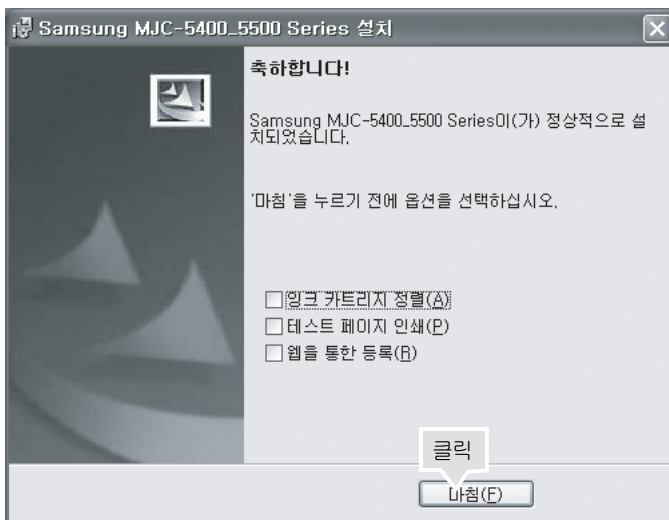 Samsung MJC-5400_5500 Series 설치
축하합니다!
Samsung MJC-5400_5500 Series이(가) 정상적으로 설
치되었습니다.
'마침'을 누르기 전에 옵션을 선택하십시오.
잉크 카트리지 정렬(A)
테스트 페이지 인쇄(P)
웹을 통한 등록(R)
클릭
마침(F)